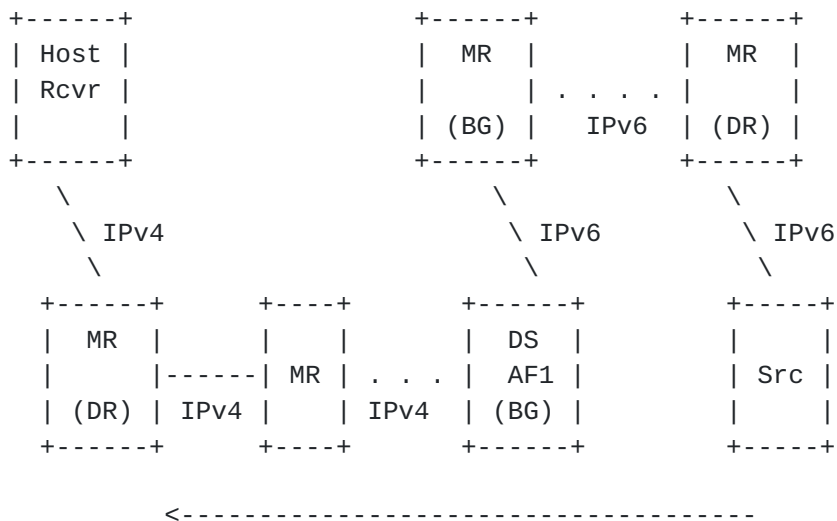 Host MR MR
Rcvr . . . .
(BG) IPv6 (DR)
IPv4 IPv6 IPv6
MR DS
MR . . . AF1 Src
(DR) IPv4 IPv4 (BG)